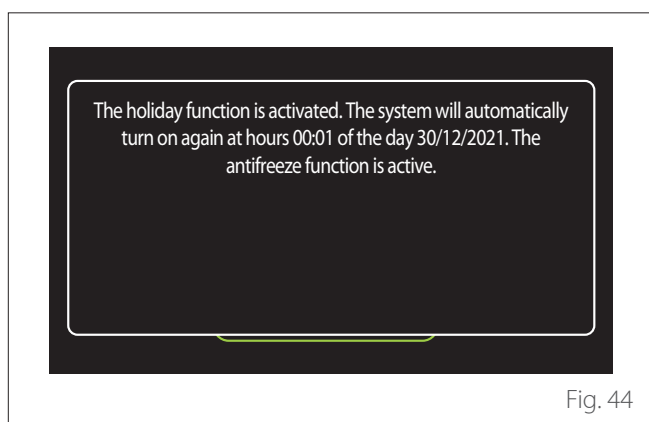 The holiday function is activated. The system will automatically
turn on again at hours 00:01 of the day 30/12/2021. The
antifreeze function is active.
Fig. 44